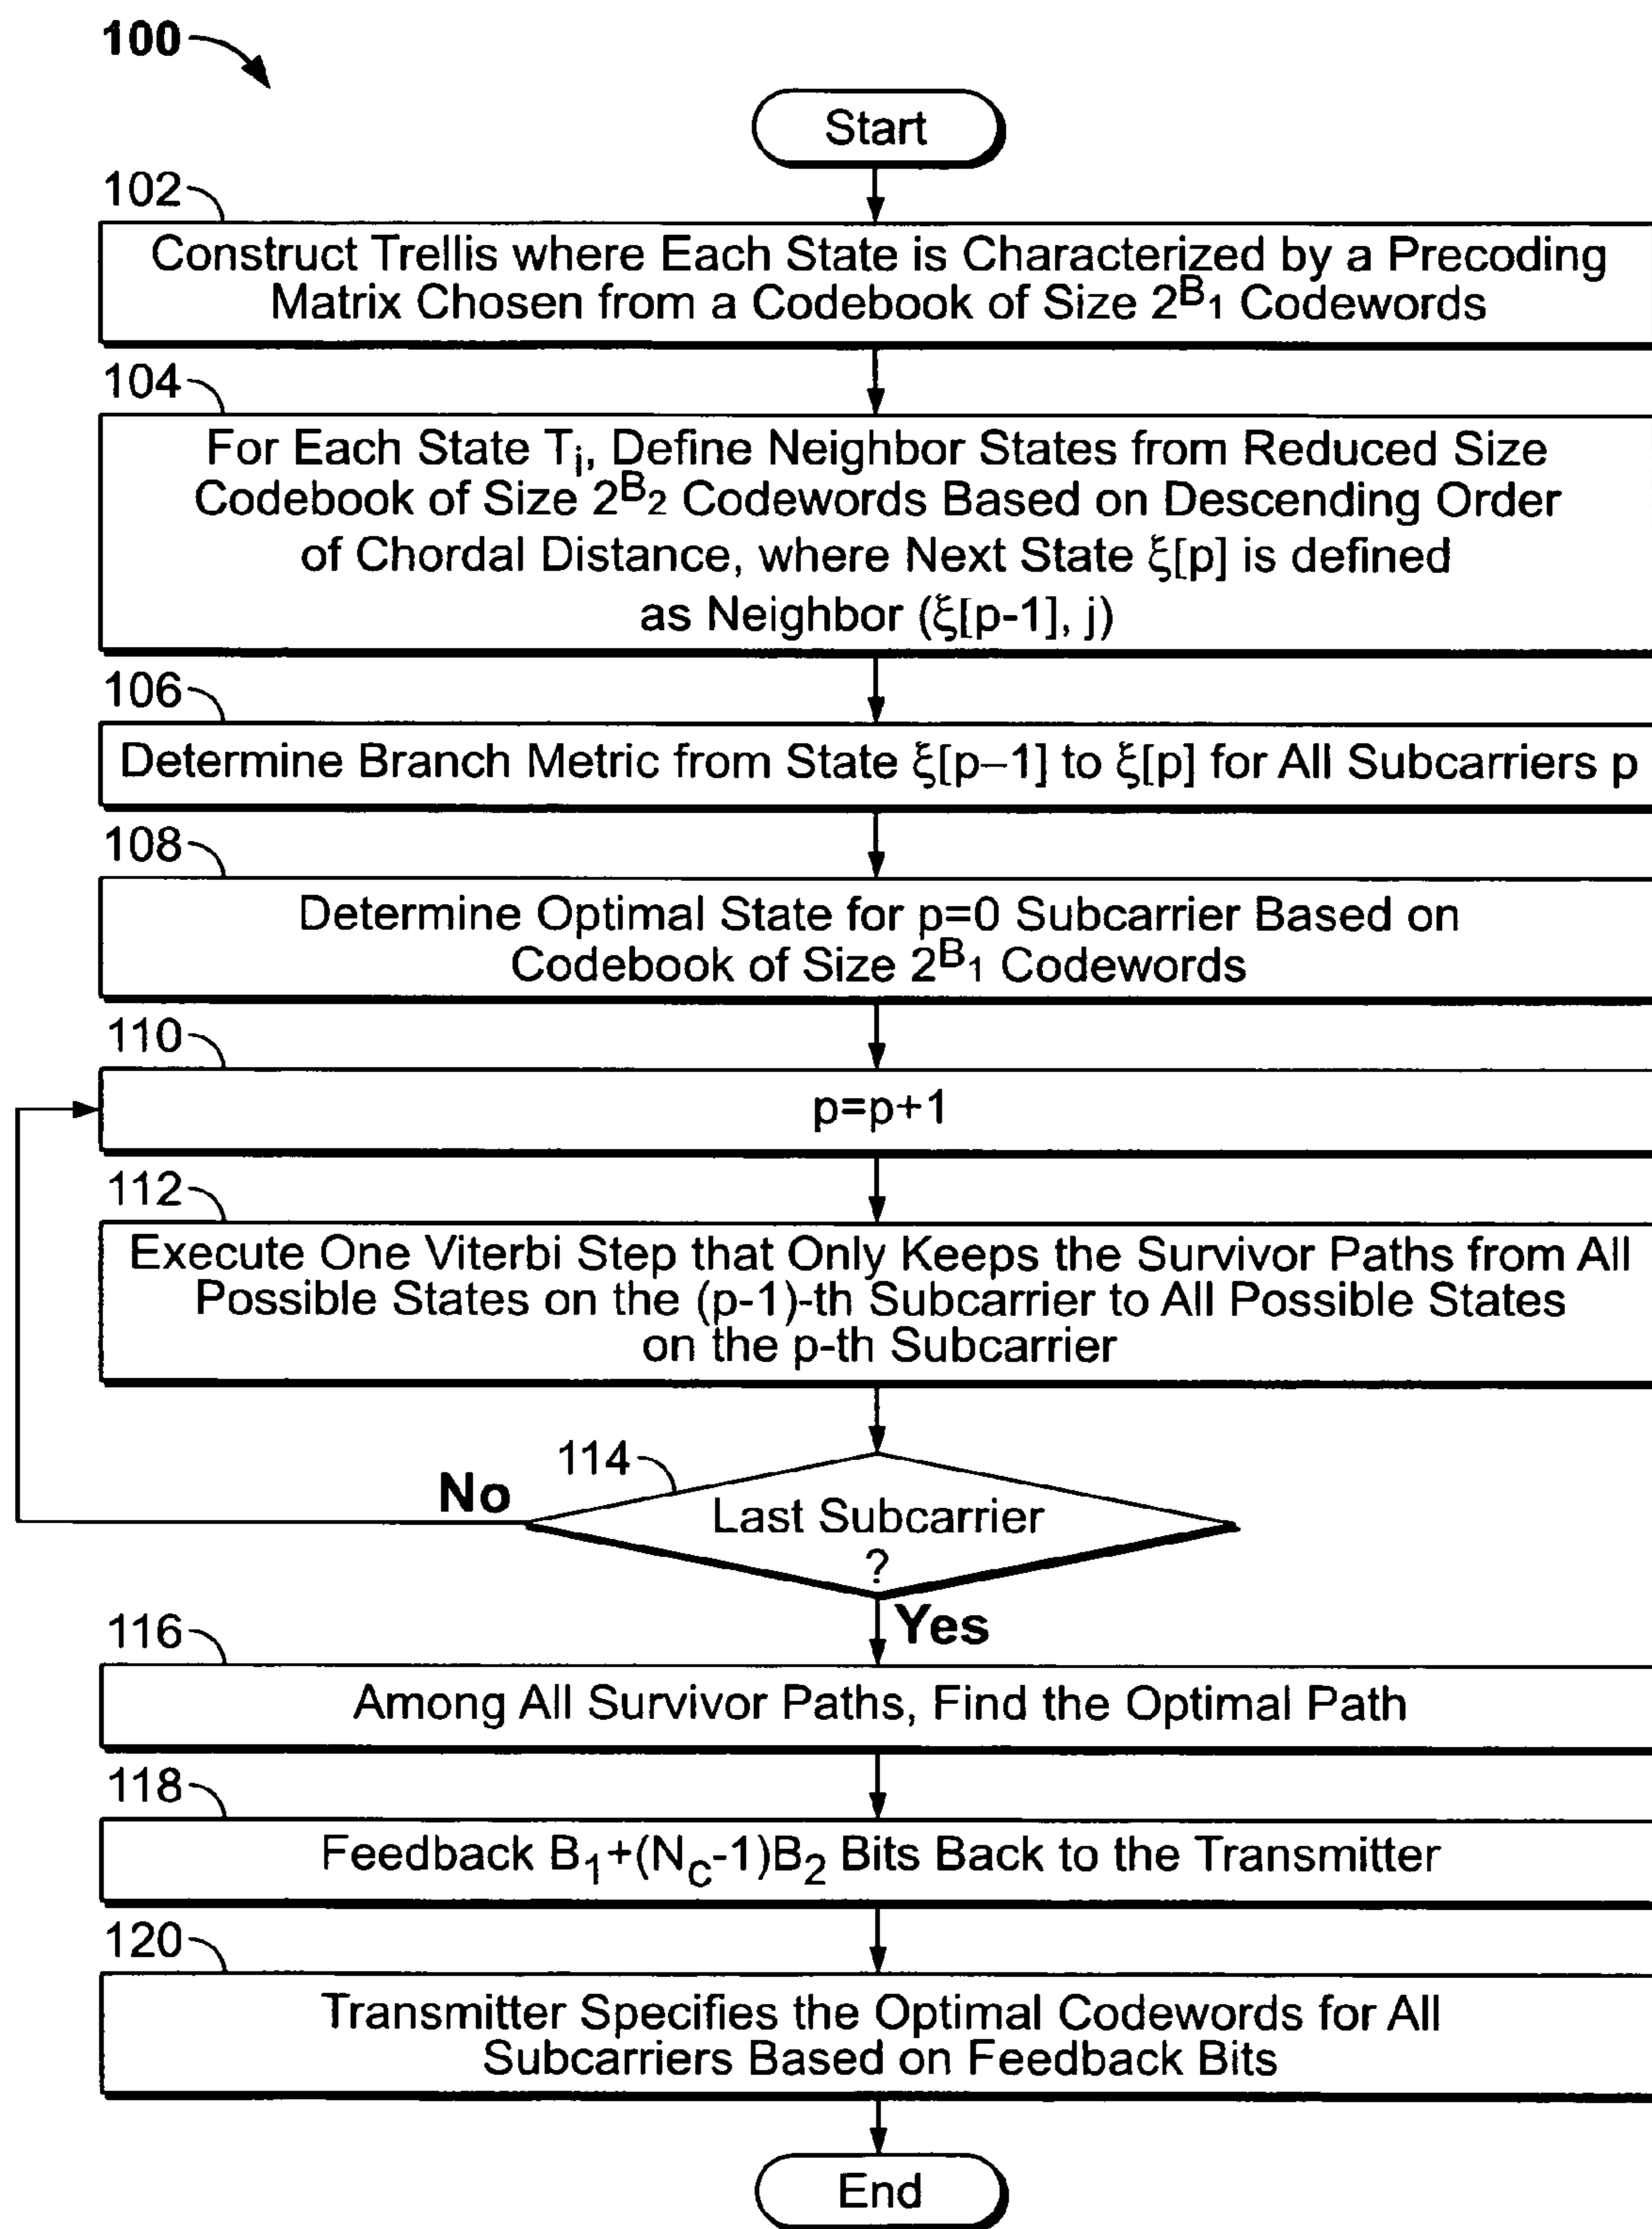 100
Start
102
Construct Trellis where Each State is Characterized by a Precoding
Matrix Chosen from a Codebook of Size 2^B1 Codewords
104
For Each State Ti, Define Neighbor States from Reduced Size
Codebook of Size 2^B2 Codewords Based on Descending Order
of Chordal Distance, where Next State ξ[p] is defined
as Neighbor (ξ[p-1], j)
106
Determine Branch Metric from State ξ[p–1] to ξ[p] for All Subcarriers p
108
Determine Optimal State for p=0 Subcarrier Based on
Codebook of Size 2^B1 Codewords
110
p=p+1
112
Execute One Viterbi Step that Only Keeps the Survivor Paths from All
Possible States on the (p-1)-th Subcarrier to All Possible States
on the p-th Subcarrier
114
No
Last Subcarrier
?
Yes
116
Among All Survivor Paths, Find the Optimal Path
118
Feedback B1+(NC-1)B2 Bits Back to the Transmitter
120
Transmitter Specifies the Optimal Codewords for All
Subcarriers Based on Feedback Bits
End